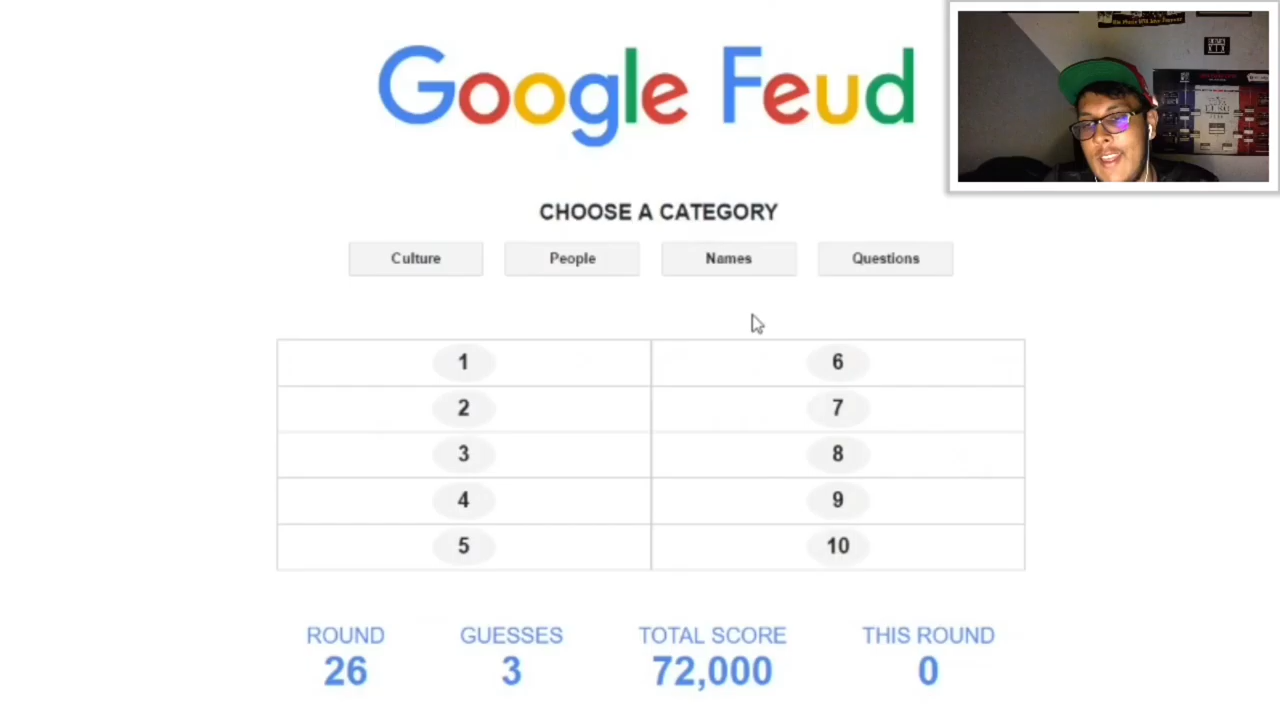 Google Feud
CHOOSE A CATEGORY
Culture People Names Questions
1 6
2 7
3 8
4 9
5 10
ROUND GUESSES TOTAL SCORE THIS ROUND
26 3 72,000 0